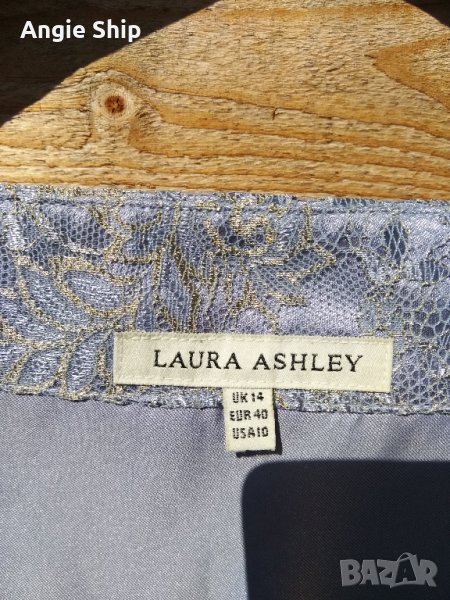 Angie Ship
LAURA ASHLEY
UK 14
EUR 40
USA 10
BAZAR